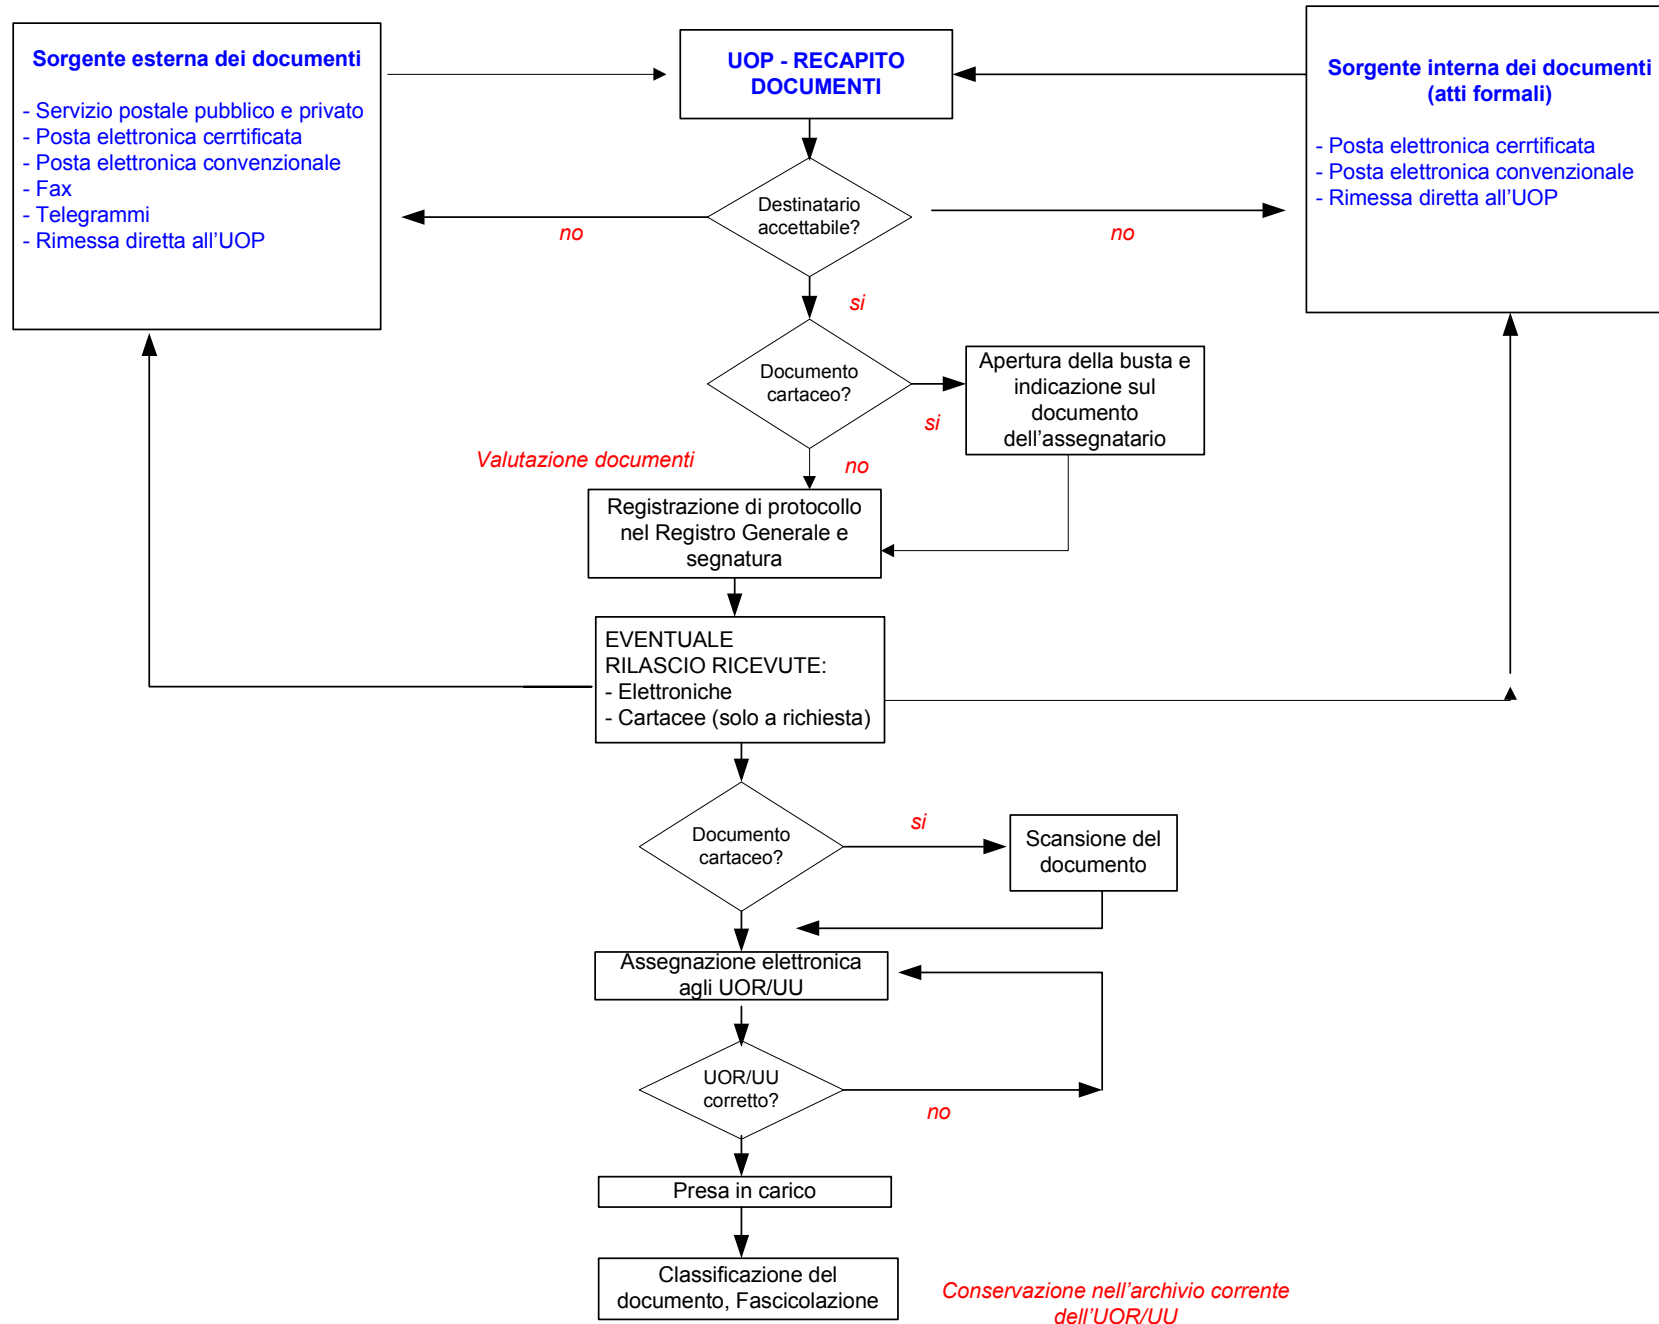 Sorgente esterna dei documenti
- Servizio postale pubblico e privato
- Posta elettronica cerrtificata
- Posta elettronica convenzionale
- Fax
- Telegrammi
- Rimessa diretta all'UOP
UOP - RECAPITO
DOCUMENTI
Sorgente interna dei documenti
(atti formali)
- Posta elettronica cerrtificata
- Posta elettronica convenzionale
- Rimessa diretta all'UOP
Destinatario
accettabile?
no
no
si
Documento
cartaceo?
si
Apertura della busta e
indicazione sul
documento
dell'assegnatario
Valutazione documenti
no
Registrazione di protocollo
nel Registro Generale e
segnatura
EVENTUALE
RILASCIO RICEVUTE:
- Elettroniche
- Cartacee (solo a richiesta)
Documento
cartaceo?
si
Scansione del
documento
Assegnazione elettronica
agli UOR/UU
UOR/UU
corretto?
no
Presa in carico
Classificazione del
documento, Fascicolazione
Conservazione nell'archivio corrente
dell'UOR/UU